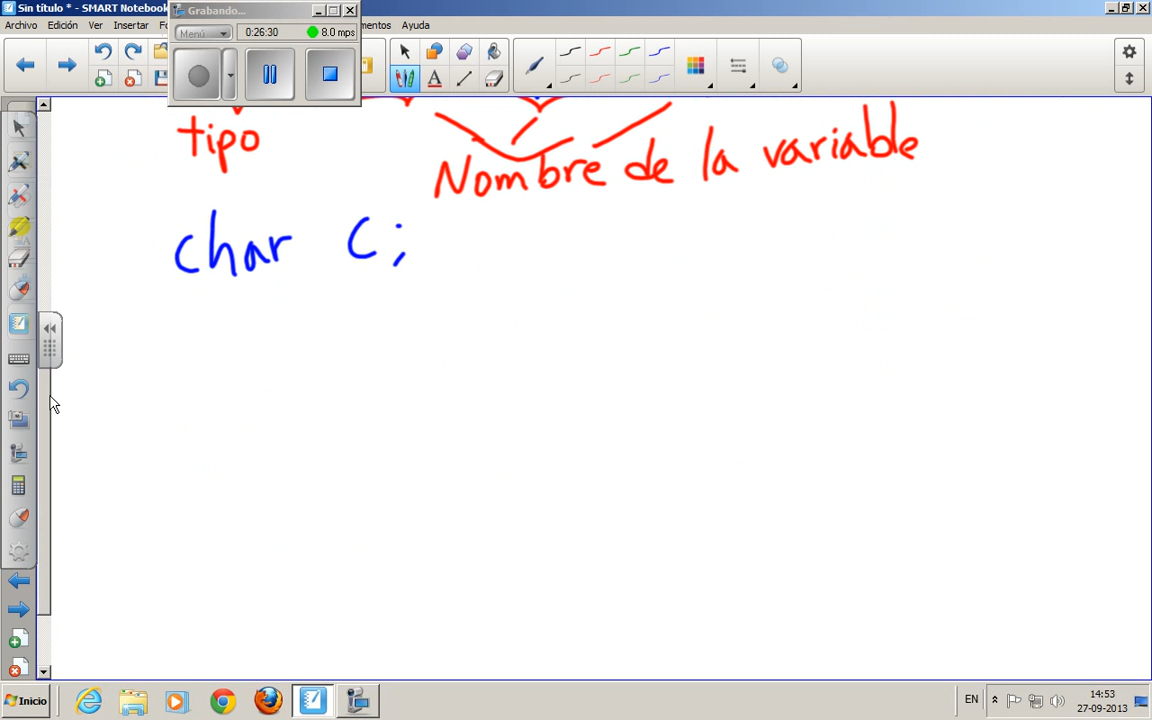 Sin título * - SMART Notebook
Grabando...
Archivo Edición Ver Insertar
Ayuda
Menú 0:26:30 8.0 mps
tipo
Nombre de la variable
char c;
Inicio
EN
14:53
27-09-2013